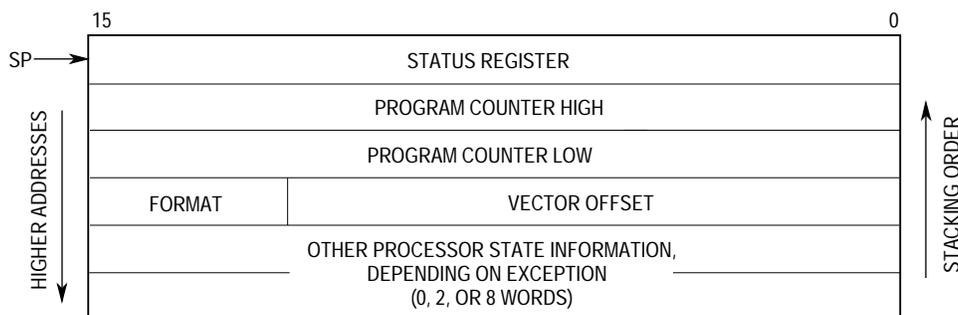 15 0
SP
STATUS REGISTER
PROGRAM COUNTER HIGH
PROGRAM COUNTER LOW
FORMAT VECTOR OFFSET
OTHER PROCESSOR STATE INFORMATION,
DEPENDING ON EXCEPTION
(0, 2, OR 8 WORDS)
HIGHER ADDRESSES
STACKING ORDER